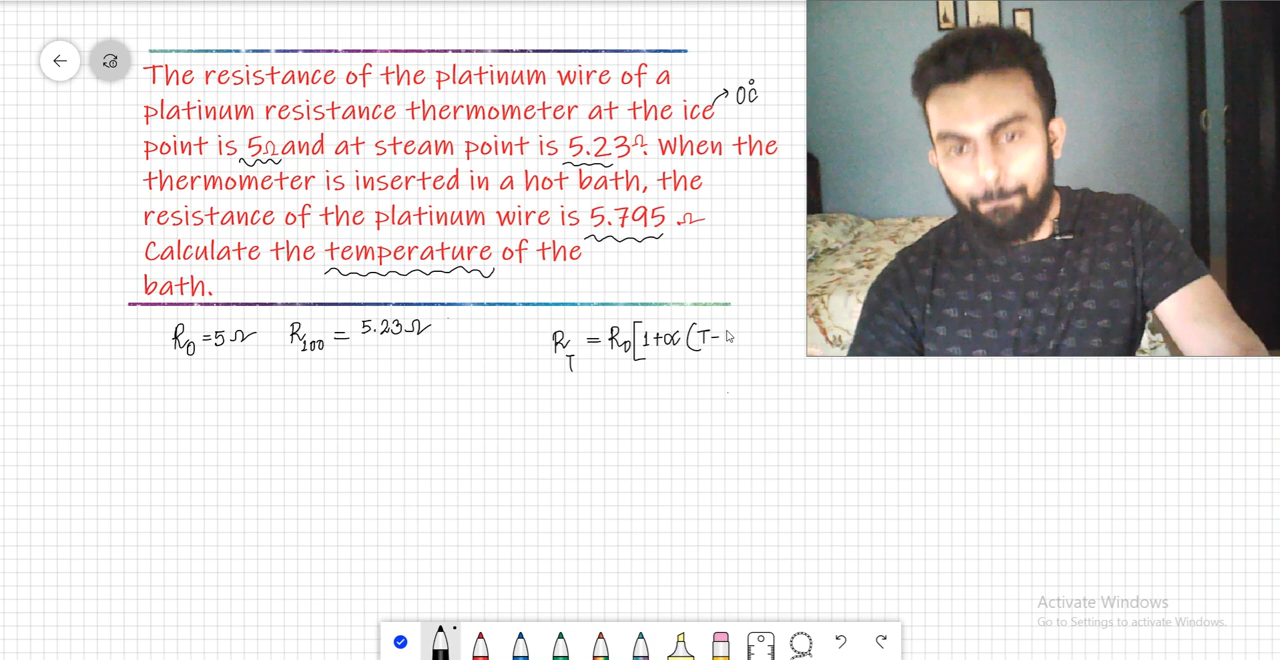 The resistance of the platinum wire of a
platinum resistance thermometer at the ice
0°C
point is 5Ω and at steam point is 5.23Ω. When the
thermometer is inserted in a hot bath, the
resistance of the platinum wire is 5.795 Ω
Calculate the temperature of the
bath.
R₀ = 5Ω R₁₀₀ = 5.23Ω R_T = R₀[1+α(T-
Activate Windows
Go to Settings to activate Windows.